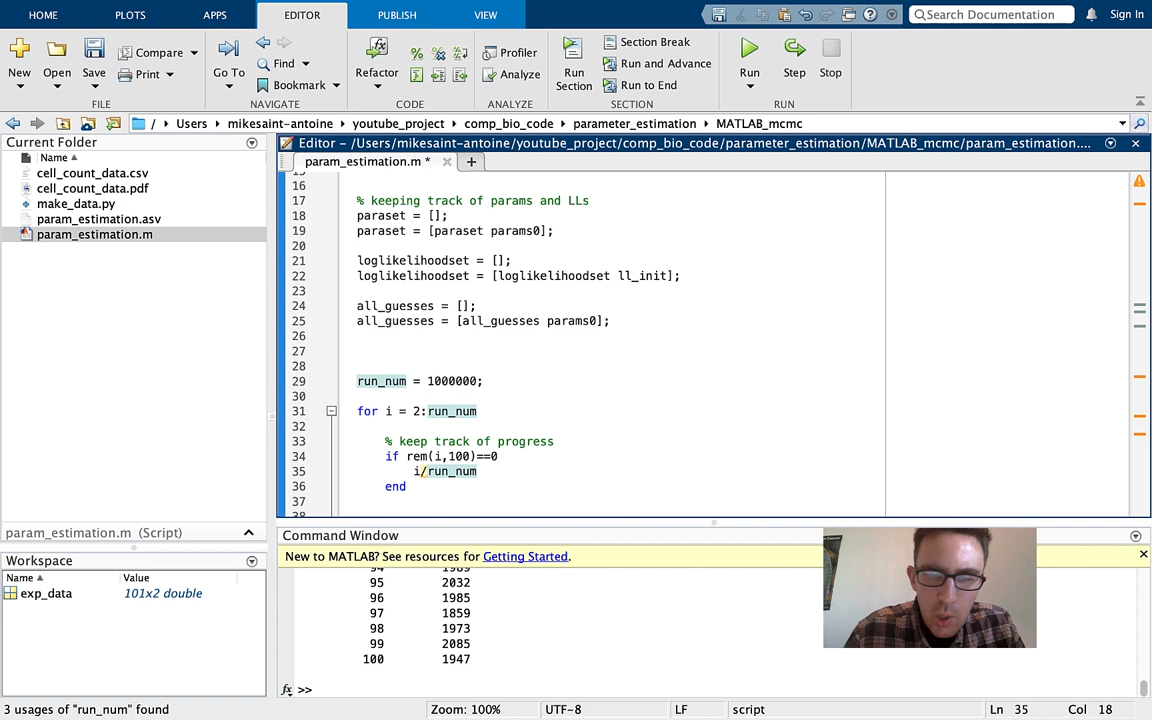 HOME PLOTS APPS EDITOR PUBLISH VIEW Search Documentation Sign In
New Open Save Compare Print FILE
Go To Find Bookmark NAVIGATE
Refactor CODE
Profiler Analyze ANALYZE
Run Section Section Break Run and Advance Run to End SECTION
Run Step Stop RUN
/ Users mikesaint-antoine youtube_project comp_bio_code parameter_estimation MATLAB_mcmc
Current Folder
Name
cell_count_data.csv
cell_count_data.pdf
make_data.py
param_estimation.asv
param_estimation.m
param_estimation.m (Script)
Workspace
Name Value
exp_data 101x2 double
Editor - /Users/mikesaint-antoine/youtube_project/comp_bio_code/parameter_estimation/MATLAB_mcmc/param_estimation....
param_estimation.m *
15
16
17 % keeping track of params and LLs
18 paraset = [];
19 paraset = [paraset params0];
20
21 loglikelihoodset = [];
22 loglikelihoodset = [loglikelihoodset ll_init];
23
24 all_guesses = [];
25 all_guesses = [all_guesses params0];
26
27
28
29 run_num = 1000000;
30
31 for i = 2:run_num
32
33 % keep track of progress
34 if rem(i,100)==0
35 i/run_num
36 end
37
38
Command Window
New to MATLAB? See resources for Getting Started.
94 1989
95 2032
96 1985
97 1859
98 1973
99 2085
100 1947
fx >>
3 usages of "run_num" found Zoom: 100% UTF-8 LF script Ln 35 Col 18